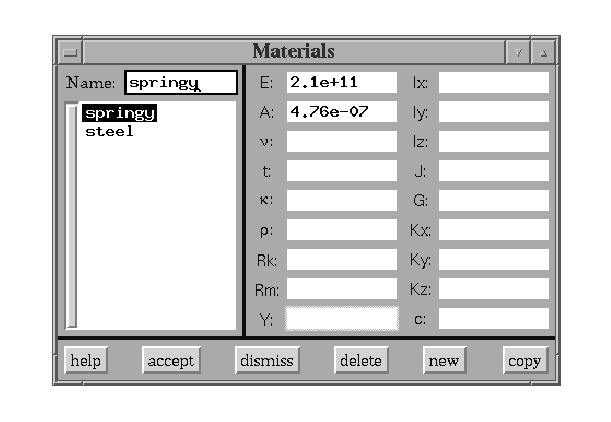 Materials
Name: springy
springy
steel
E: 2.1e+11
A: 4.76e-07
ν:
t:
κ:
ρ:
Rk:
Rm:
Y:
Ix:
Iy:
Iz:
J:
G:
Kx:
Ky:
Kz:
c:
help accept dismiss delete new copy